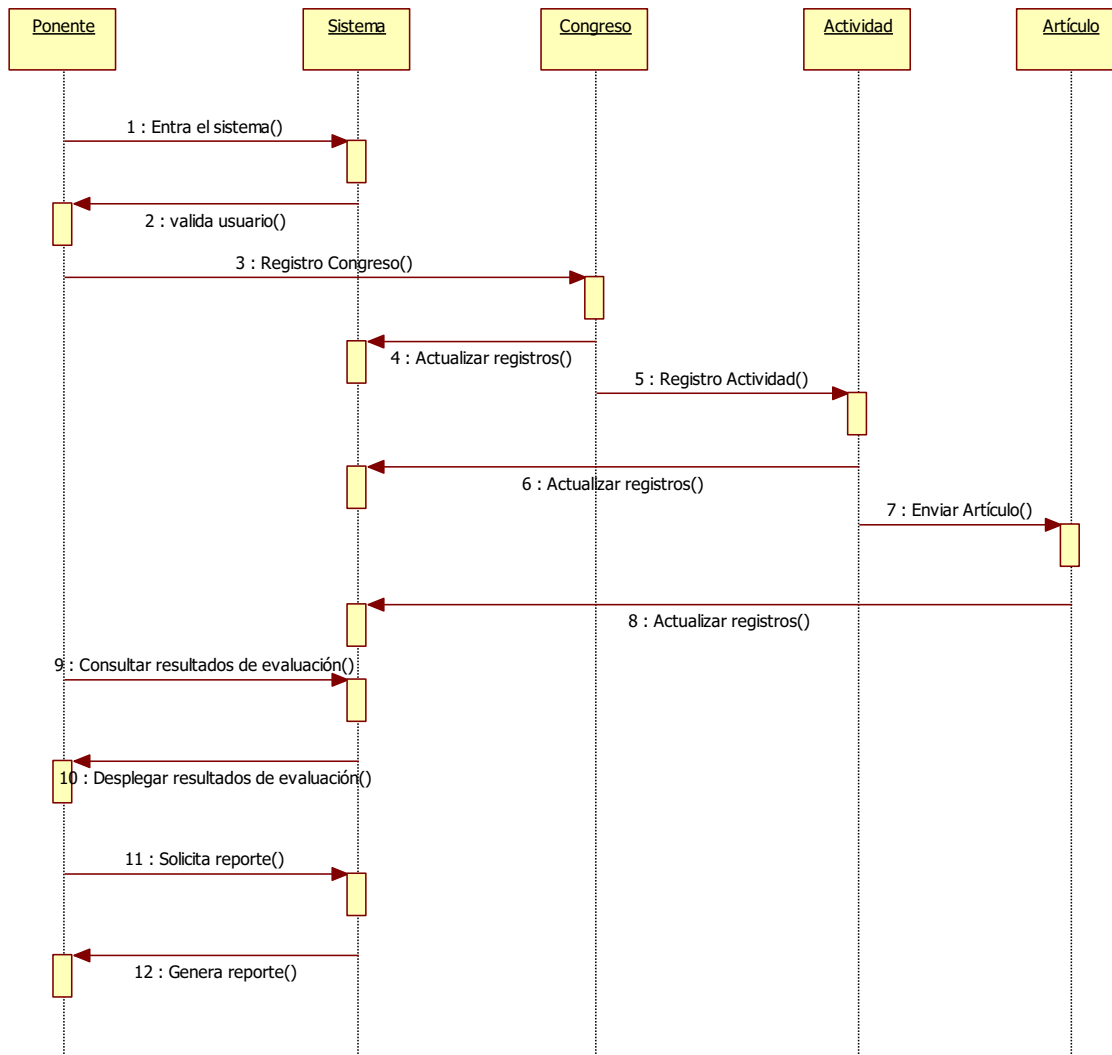 Ponente
Sistema
Congreso
Actividad
Artículo
1 : Entra el sistema()
2 : valida usuario()
3 : Registro Congreso()
4 : Actualizar registros()
5 : Registro Actividad()
6 : Actualizar registros()
7 : Enviar Artículo()
8 : Actualizar registros()
9 : Consultar resultados de evaluación()
10 : Desplegar resultados de evaluación()
11 : Solicita reporte()
12 : Genera reporte()